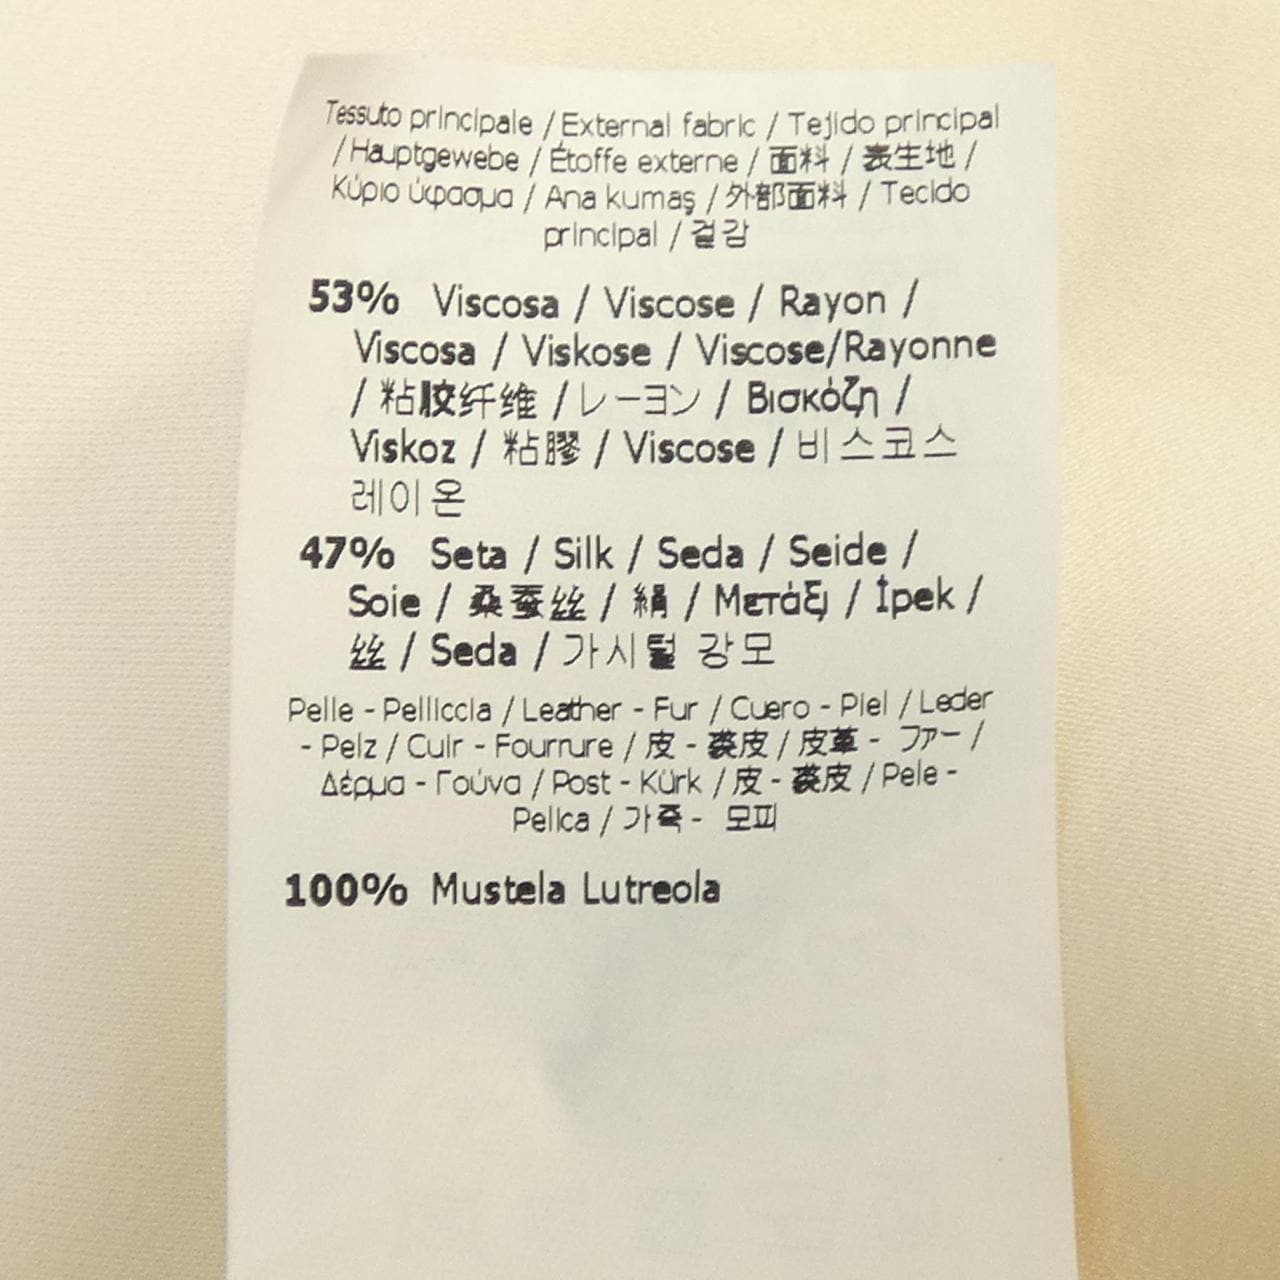 Tessuto principale / External fabric / Tejido principal
/ Hauptgewebe / Étoffe externe / 面料 / 表生地 /
Κύριο ύφασμα / Ana kumaş / 外部面料 / Tecido
principal / 겉감
53% Viscosa / Viscose / Rayon /
Viscosa / Viskose / Viscose/Rayonne
/ 粘胶纤维 / レーヨン / Βισκόζη /
Viskoz / 粘膠 / Viscose / 비스코스
레이온
47% Seta / Silk / Seda / Seide /
Soie / 桑蚕丝 / 絹 / Μετάξι / İpek /
丝 / Seda / 가시털 강모
Pelle - Pelliccia / Leather - Fur / Cuero - Piel / Leder
- Pelz / Cuir - Fourrure / 皮 - 裘皮 / 皮革 - ファー /
Δέρμα - Γούνα / Post - Kürk / 皮 - 裘皮 / Pele -
Pelica / 가죽 - 모피
100% Mustela Lutreola